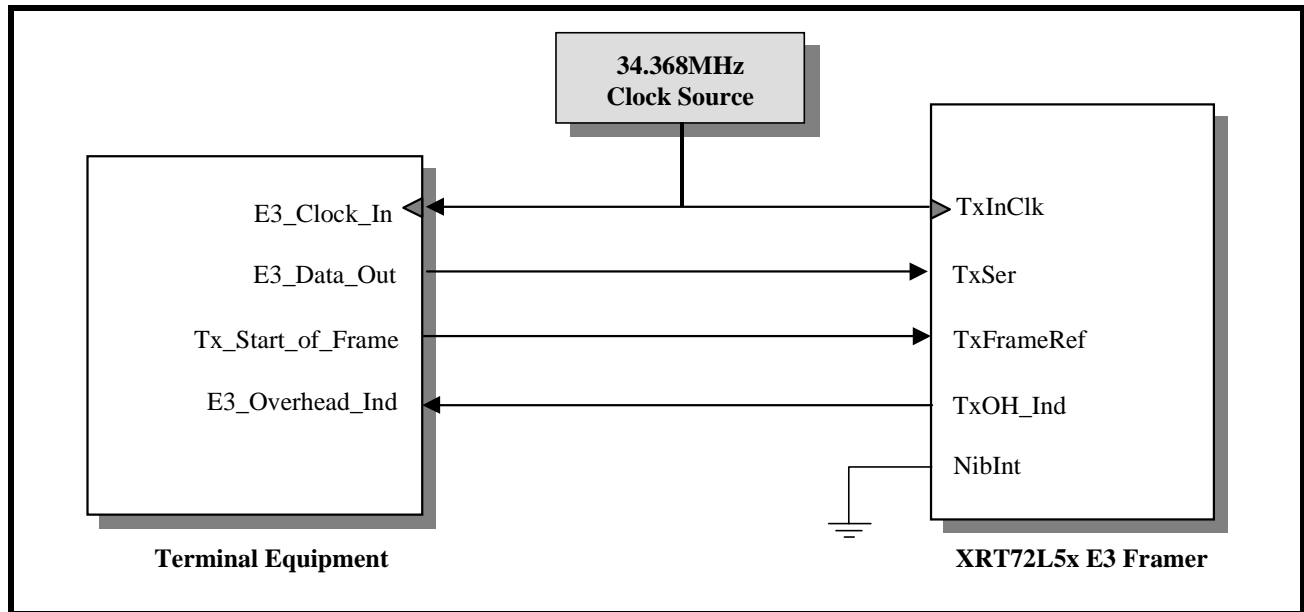 34.368MHz
Clock Source
E3_Clock_In
TxInClk
E3_Data_Out
TxSer
Tx_Start_of_Frame
TxFrameRef
E3_Overhead_Ind
TxOH_Ind
NibInt
Terminal Equipment
XRT72L5x E3 Framer